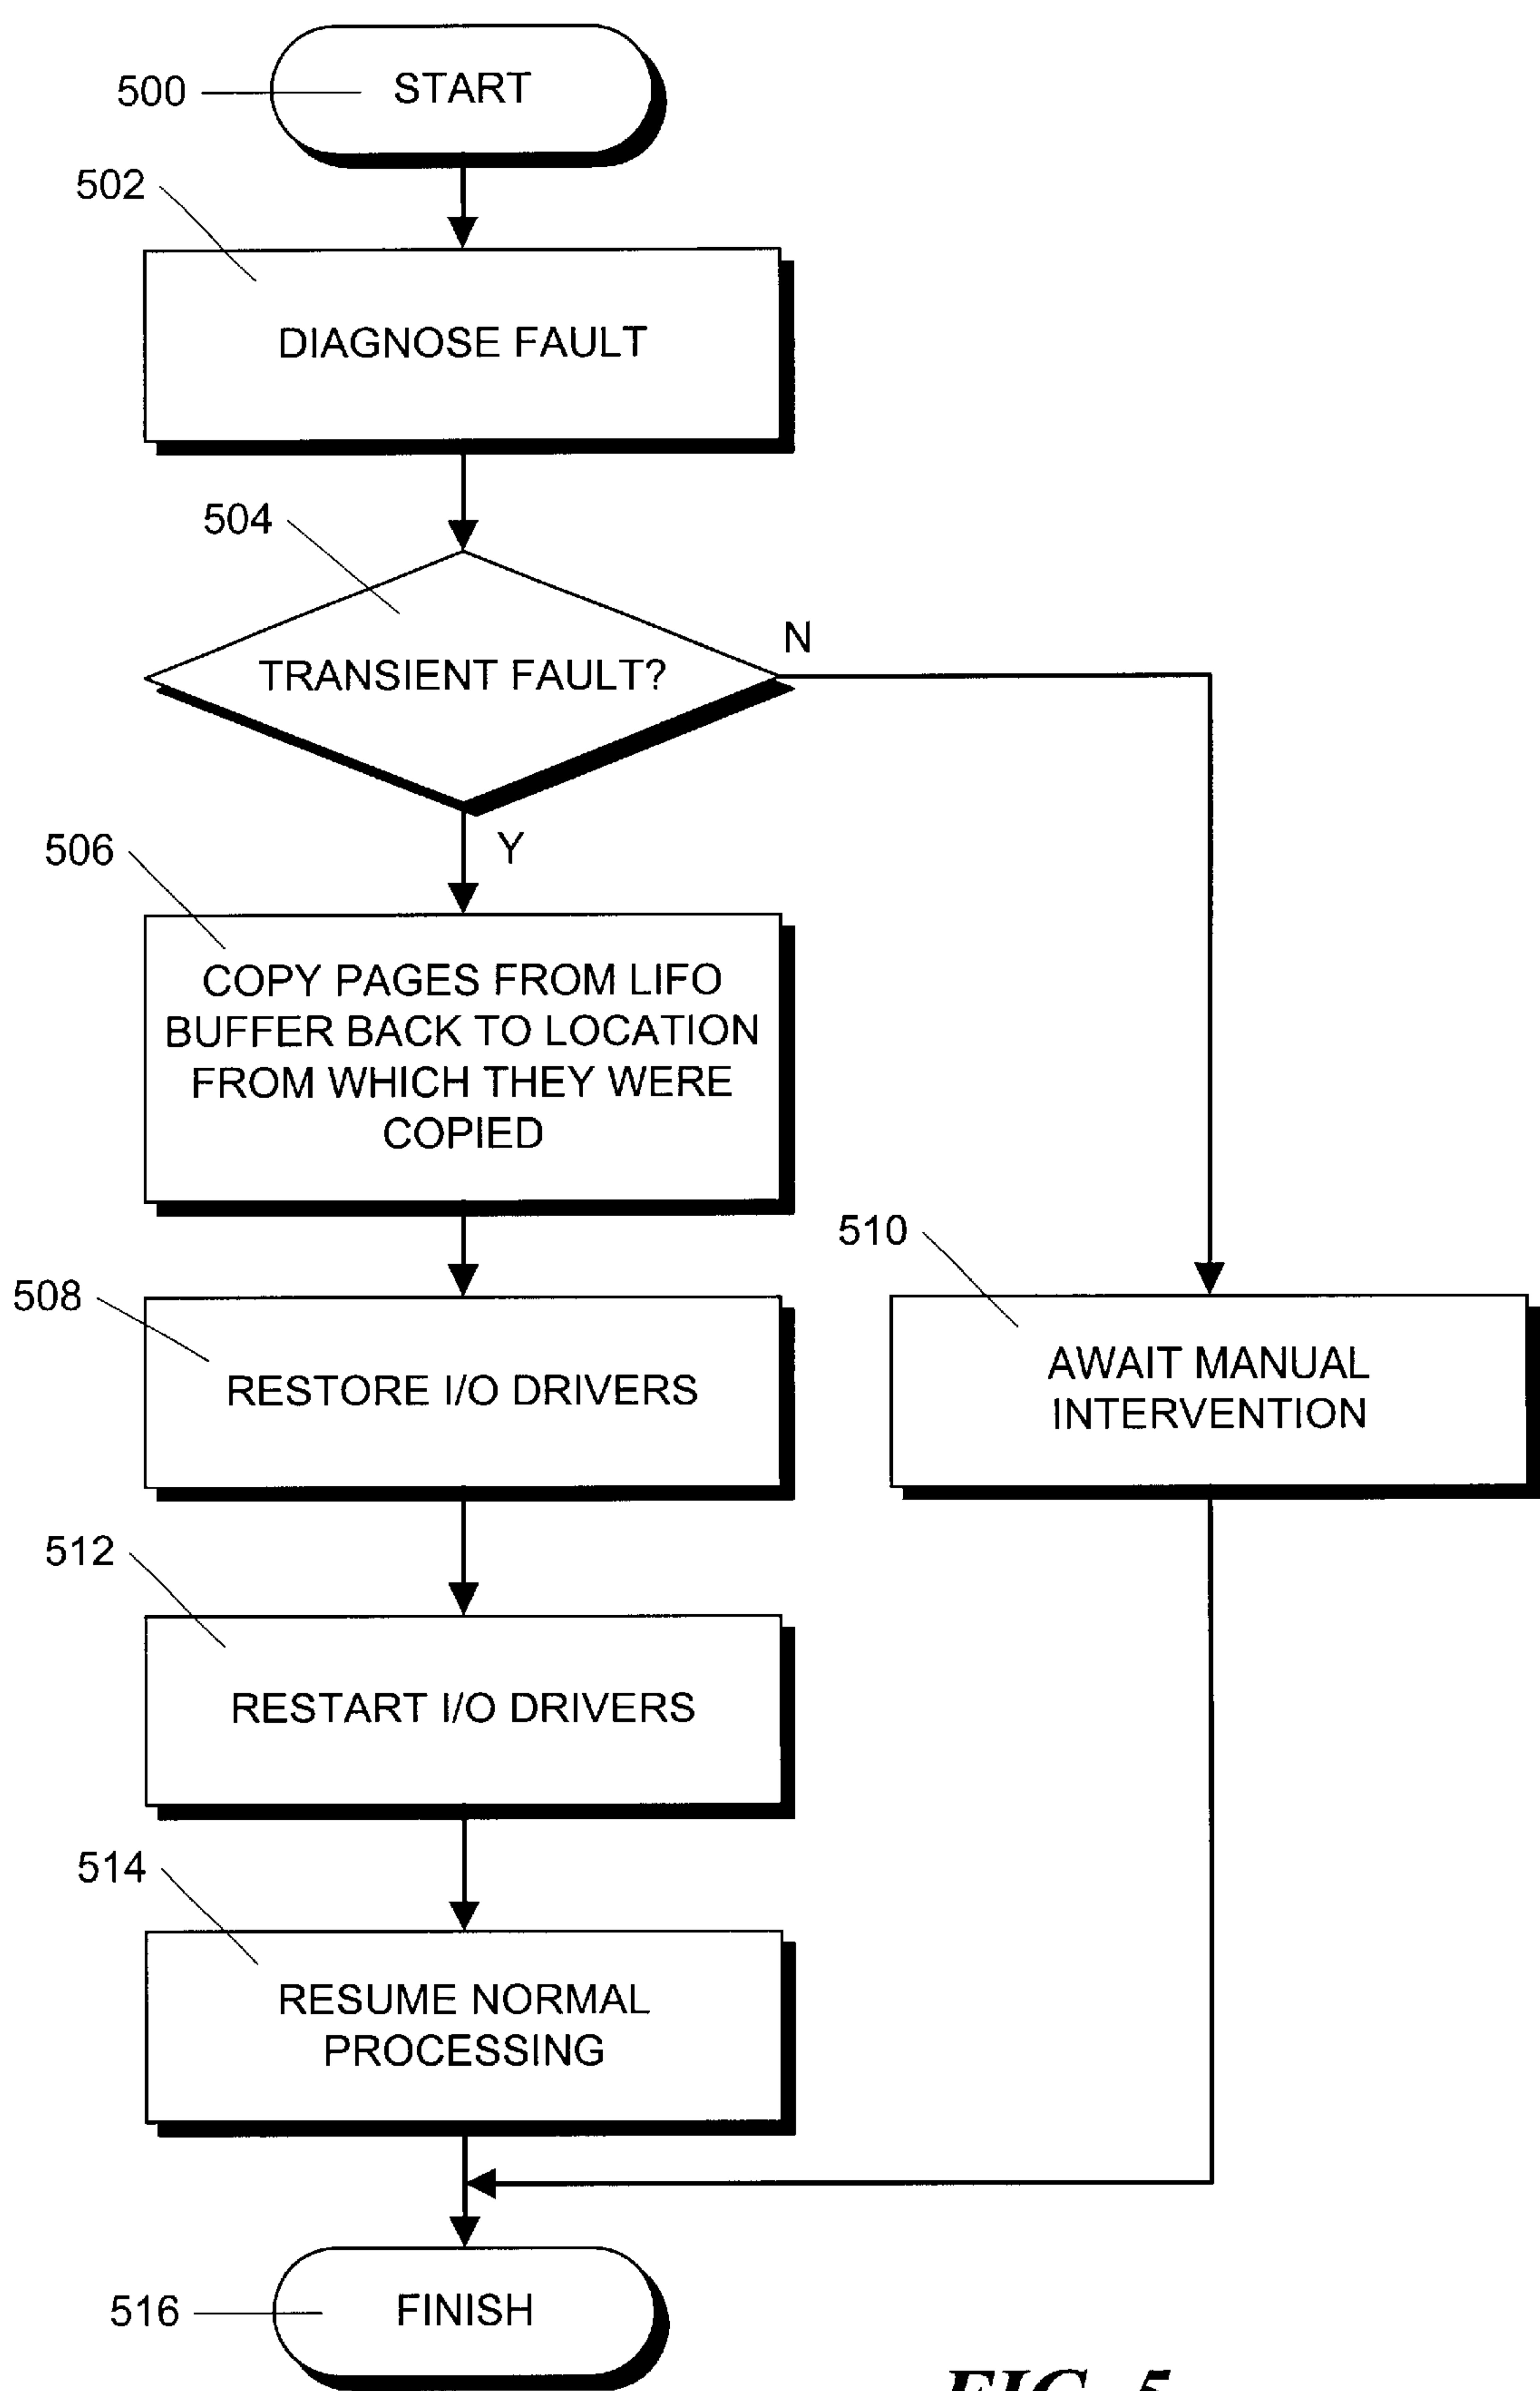 500
START
502
DIAGNOSE FAULT
504
TRANSIENT FAULT?
N
Y
506
COPY PAGES FROM LIFO
BUFFER BACK TO LOCATION
FROM WHICH THEY WERE
COPIED
508
RESTORE I/O DRIVERS
510
AWAIT MANUAL
INTERVENTION
512
RESTART I/O DRIVERS
514
RESUME NORMAL
PROCESSING
516
FINISH
FIG. 5